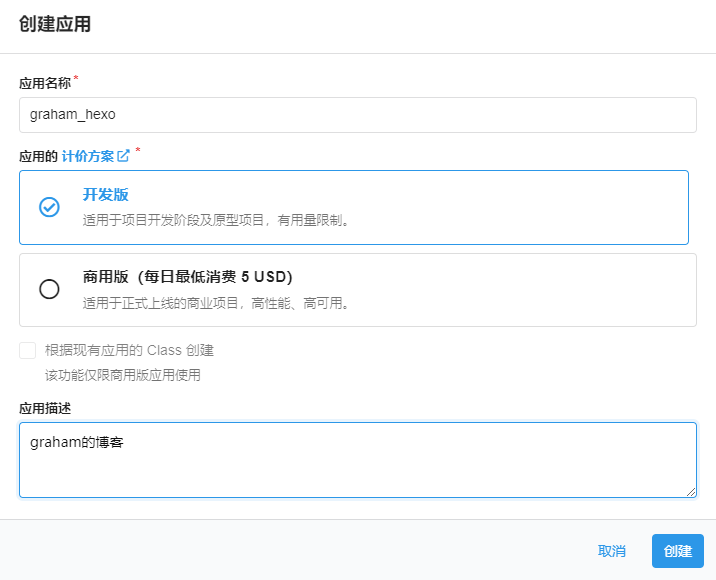 创建应用
应用名称*
graham_hexo
应用的 计价方案 *
开发版
适用于项目开发阶段及原型项目，有用量限制。
商用版（每日最低消费 5 USD）
适用于正式上线的商业项目，高性能、高可用。
根据现有应用的 Class 创建
该功能仅限商用版应用使用
应用描述
graham的博客
取消
创建